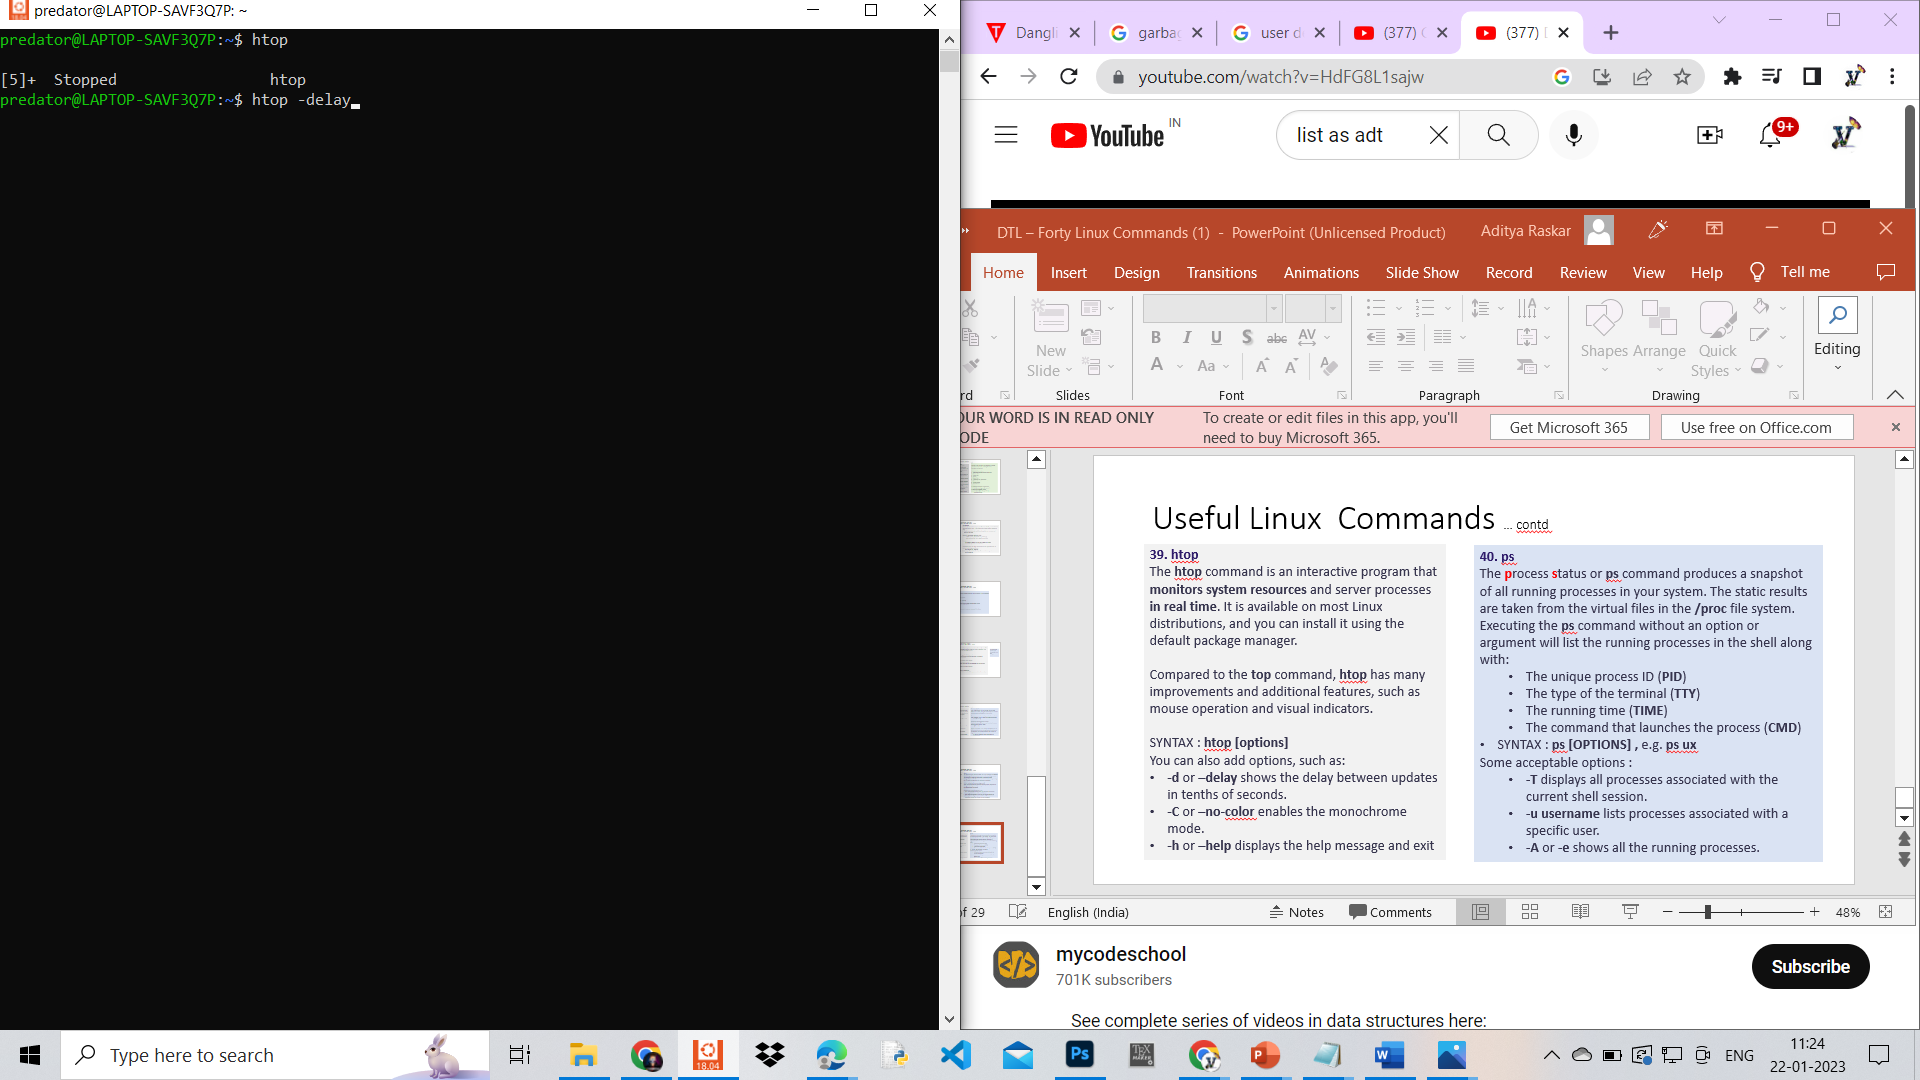 predator@LAPTOP-SAVF3Q7P: ~
predator@LAPTOP-SAVF3Q7P:~$ htop
[5]+  Stopped                 htop
predator@LAPTOP-SAVF3Q7P:~$ htop -delay
Dangli
garbag
user d
(377)
(377)
youtube.com/watch?v=HdFG8L1sajw
YouTube IN
list as adt
9+
DTL – Forty Linux Commands (1) - PowerPoint (Unlicensed Product)
Aditya Raskar
Home Insert Design Transitions Animations Slide Show Record Review View Help Tell me
New Slide
B I U S abc AV
A Aa A A
Shapes Arrange Quick Styles
Editing
rd Slides Font Paragraph Drawing
OUR WORD IS IN READ ONLY
ODE
To create or edit files in this app, you'll
need to buy Microsoft 365.
Get Microsoft 365
Use free on Office.com
Useful Linux Commands ... contd
39. htop
The htop command is an interactive program that
monitors system resources and server processes
in real time. It is available on most Linux
distributions, and you can install it using the
default package manager.
Compared to the top command, htop has many
improvements and additional features, such as
mouse operation and visual indicators.
SYNTAX : htop [options]
You can also add options, such as:
• -d or –delay shows the delay between updates
in tenths of seconds.
• -C or –no-color enables the monochrome
mode.
• -h or –help displays the help message and exit
40. ps
The process status or ps command produces a snapshot
of all running processes in your system. The static results
are taken from the virtual files in the /proc file system.
Executing the ps command without an option or
argument will list the running processes in the shell along
with:
• The unique process ID (PID)
• The type of the terminal (TTY)
• The running time (TIME)
• The command that launches the process (CMD)
• SYNTAX : ps [OPTIONS] , e.g. ps ux
Some acceptable options :
• -T displays all processes associated with the
current shell session.
• -u username lists processes associated with a
specific user.
• -A or -e shows all the running processes.
of 29 English (India) Notes Comments 48%
mycodeschool
701K subscribers
Subscribe
See complete series of videos in data structures here:
Type here to search
18.04
Ps
TEX MAKER
ENG
11:24
22-01-2023